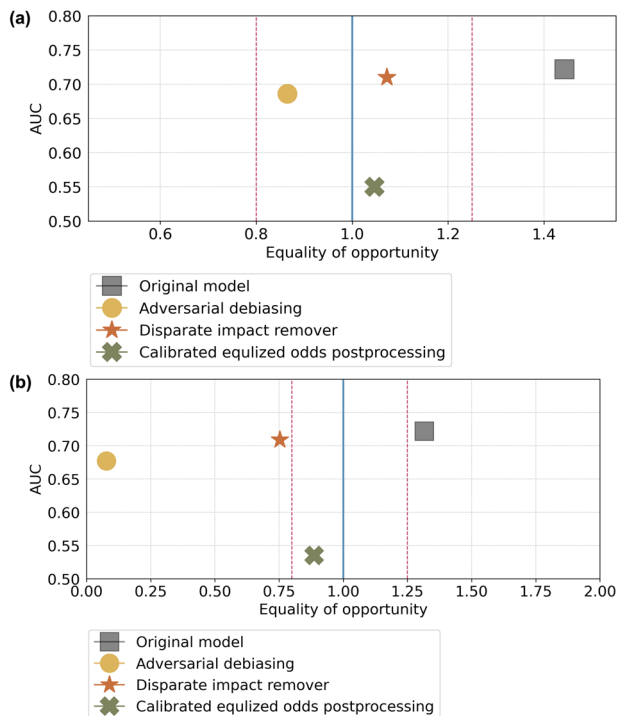 (a)
0.80
0.75
0.70
0.65
0.60
0.55
0.50
AUC
0.6 0.8 1.0 1.2 1.4
Equality of opportunity
Original model
Adversarial debiasing
Disparate impact remover
Calibrated equlized odds postprocessing
(b)
0.80
0.75
0.70
0.65
0.60
0.55
0.50
AUC
0.00 0.25 0.50 0.75 1.00 1.25 1.50 1.75 2.00
Equality of opportunity
Original model
Adversarial debiasing
Disparate impact remover
Calibrated equlized odds postprocessing